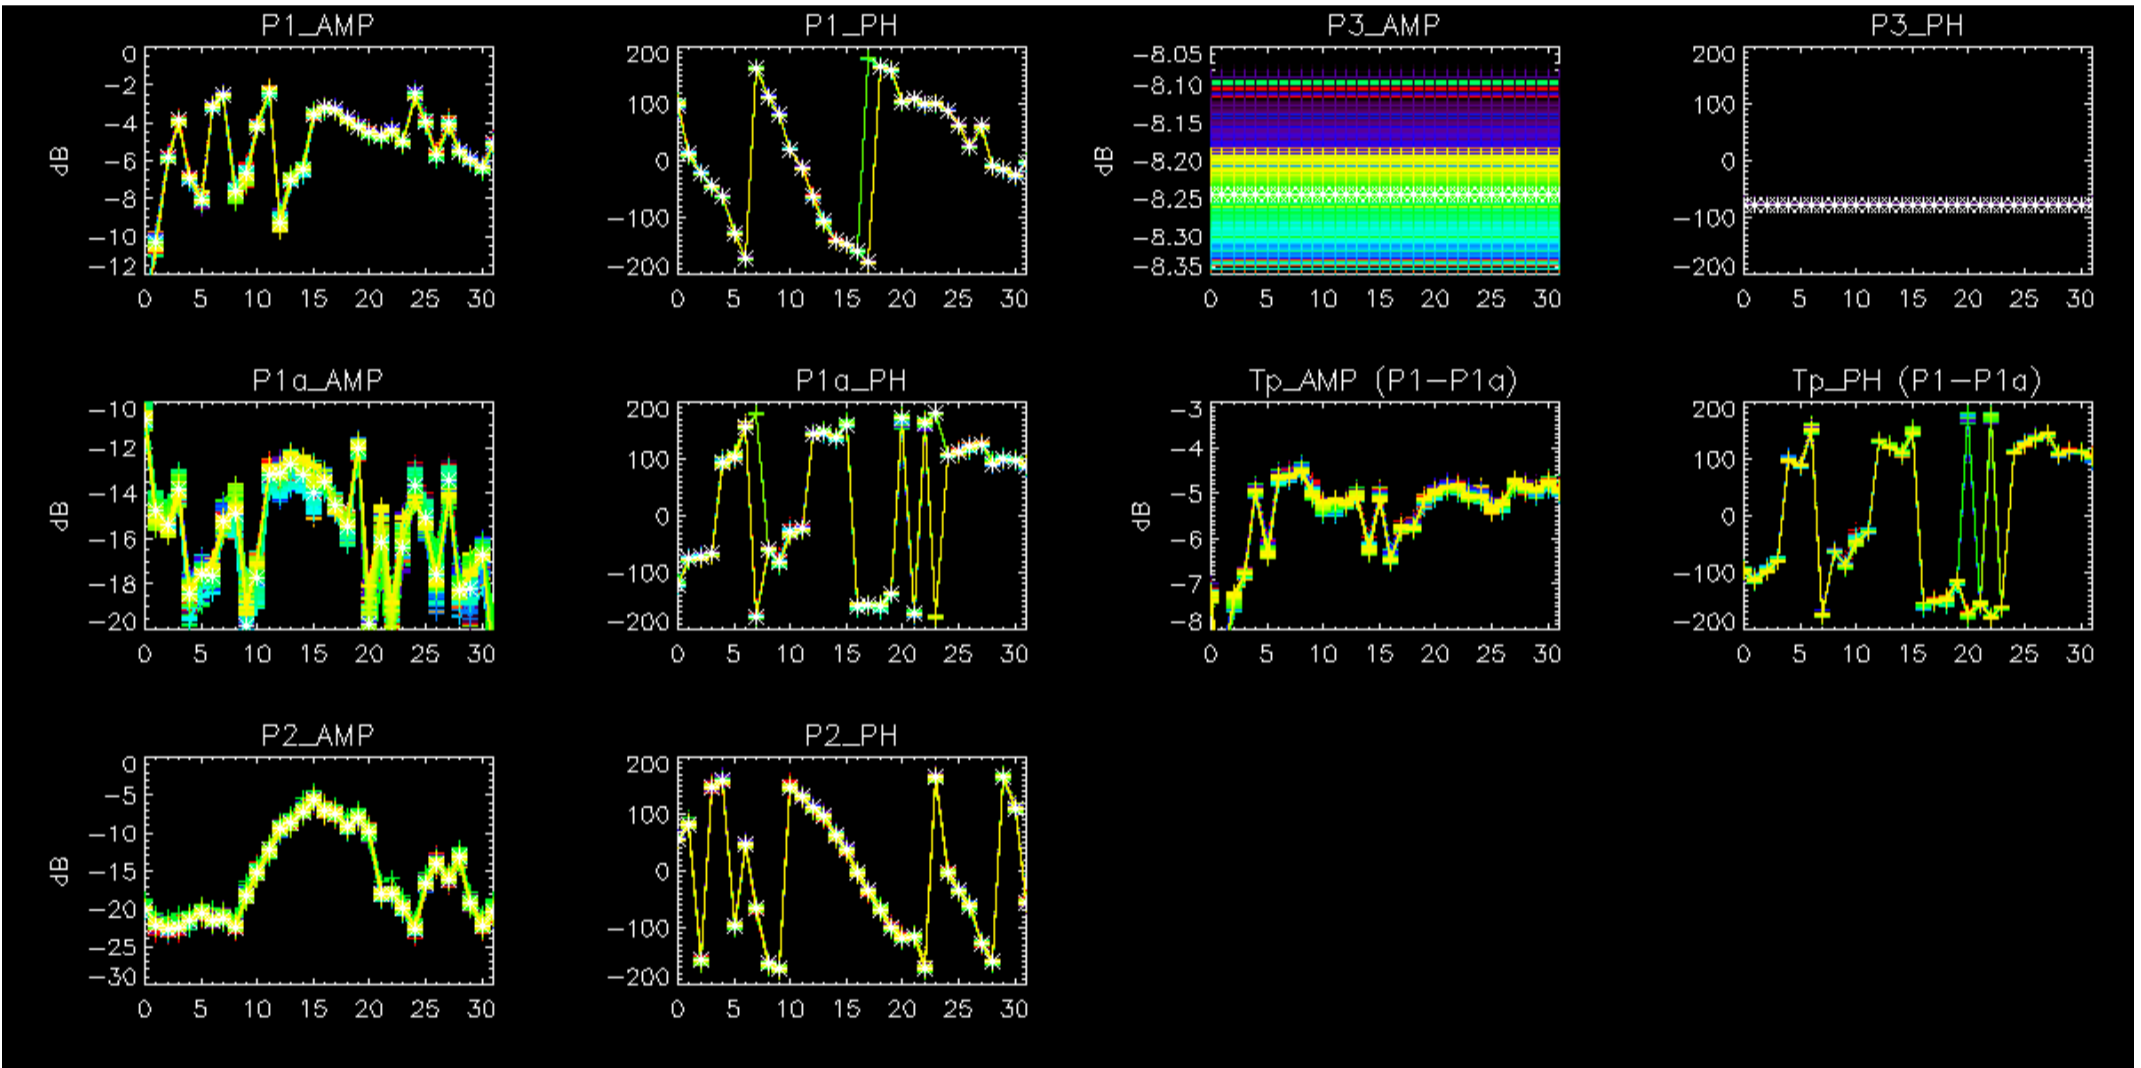 P1_AMP
P1_PH
P3_AMP
P3_PH
dB
0
-2
-4
-6
-8
-10
-12
0 5 10 15 20 25 30
200
100
0
-100
-200
0 5 10 15 20 25 30
dB
-8.05
-8.10
-8.15
-8.20
-8.25
-8.30
-8.35
0 5 10 15 20 25 30
200
100
0
-100
-200
0 5 10 15 20 25 30
P1a_AMP
P1a_PH
Tp_AMP (P1-P1a)
Tp_PH (P1-P1a)
dB
-10
-12
-14
-16
-18
-20
0 5 10 15 20 25 30
200
100
0
-100
-200
0 5 10 15 20 25 30
dB
-3
-4
-5
-6
-7
-8
0 5 10 15 20 25 30
200
100
0
-100
-200
0 5 10 15 20 25 30
P2_AMP
P2_PH
dB
0
-5
-10
-15
-20
-25
-30
0 5 10 15 20 25 30
200
100
0
-100
-200
0 5 10 15 20 25 30